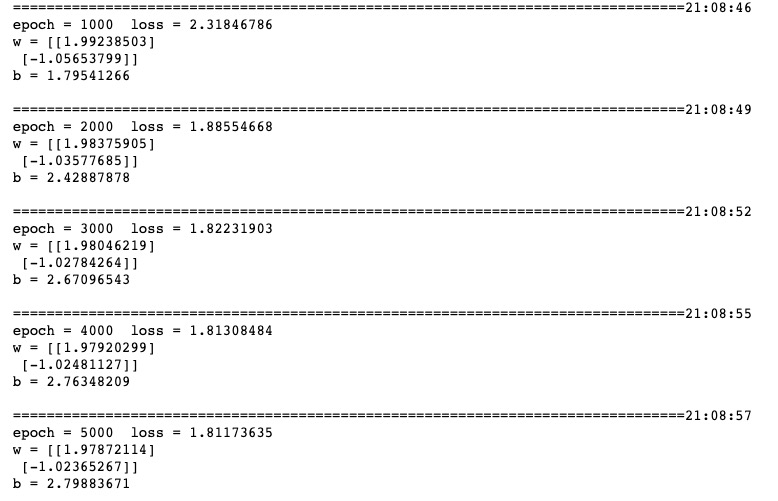 ================================================================================21:08:46
epoch = 1000  loss = 2.31846786
w = [[1.99238503]
 [-1.05653799]]
b = 1.79541266
================================================================================21:08:49
epoch = 2000  loss = 1.88554668
w = [[1.98375905]
 [-1.03577685]]
b = 2.42887878
================================================================================21:08:52
epoch = 3000  loss = 1.82231903
w = [[1.98046219]
 [-1.02784264]]
b = 2.67096543
================================================================================21:08:55
epoch = 4000  loss = 1.81308484
w = [[1.97920299]
 [-1.02481127]]
b = 2.76348209
================================================================================21:08:57
epoch = 5000  loss = 1.81173635
w = [[1.97872114]
 [-1.02365267]]
b = 2.79883671